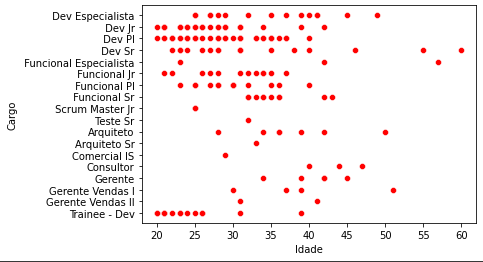 Dev Especialista
Dev Jr
Dev Pl
Dev Sr
Funcional Especialista
Funcional Jr
Funcional Pl
Funcional Sr
Scrum Master Jr
Teste Sr
Arquiteto
Arquiteto Sr
Comercial IS
Consultor
Gerente
Gerente Vendas I
Gerente Vendas II
Trainee - Dev
Cargo
20 25 30 35 40 45 50 55 60
Idade